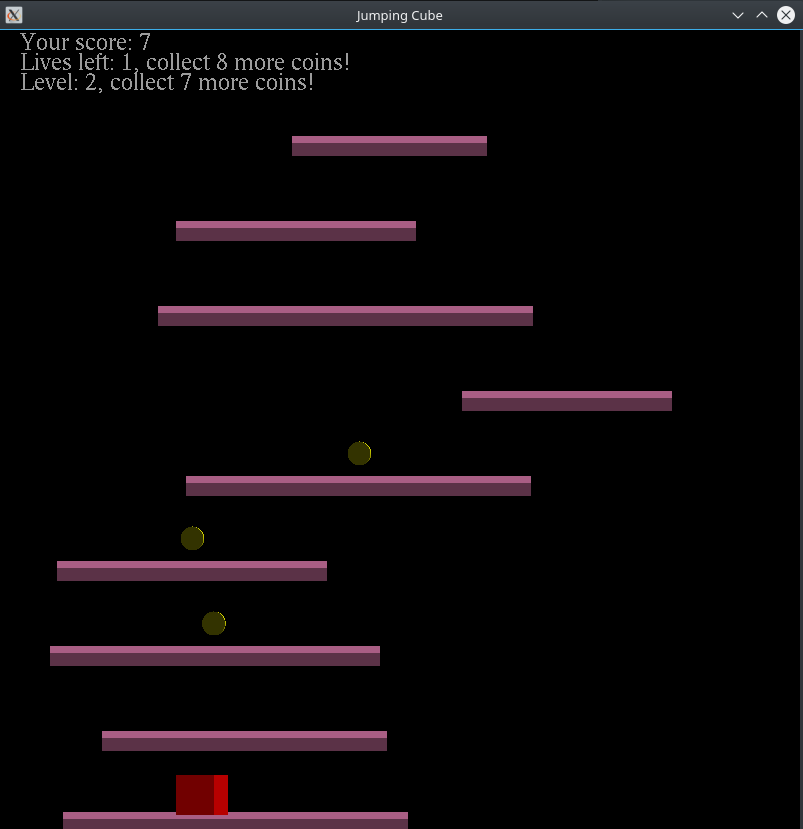 Jumping Cube
Your score: 7
Lives left: 1, collect 8 more coins!
Level: 2, collect 7 more coins!